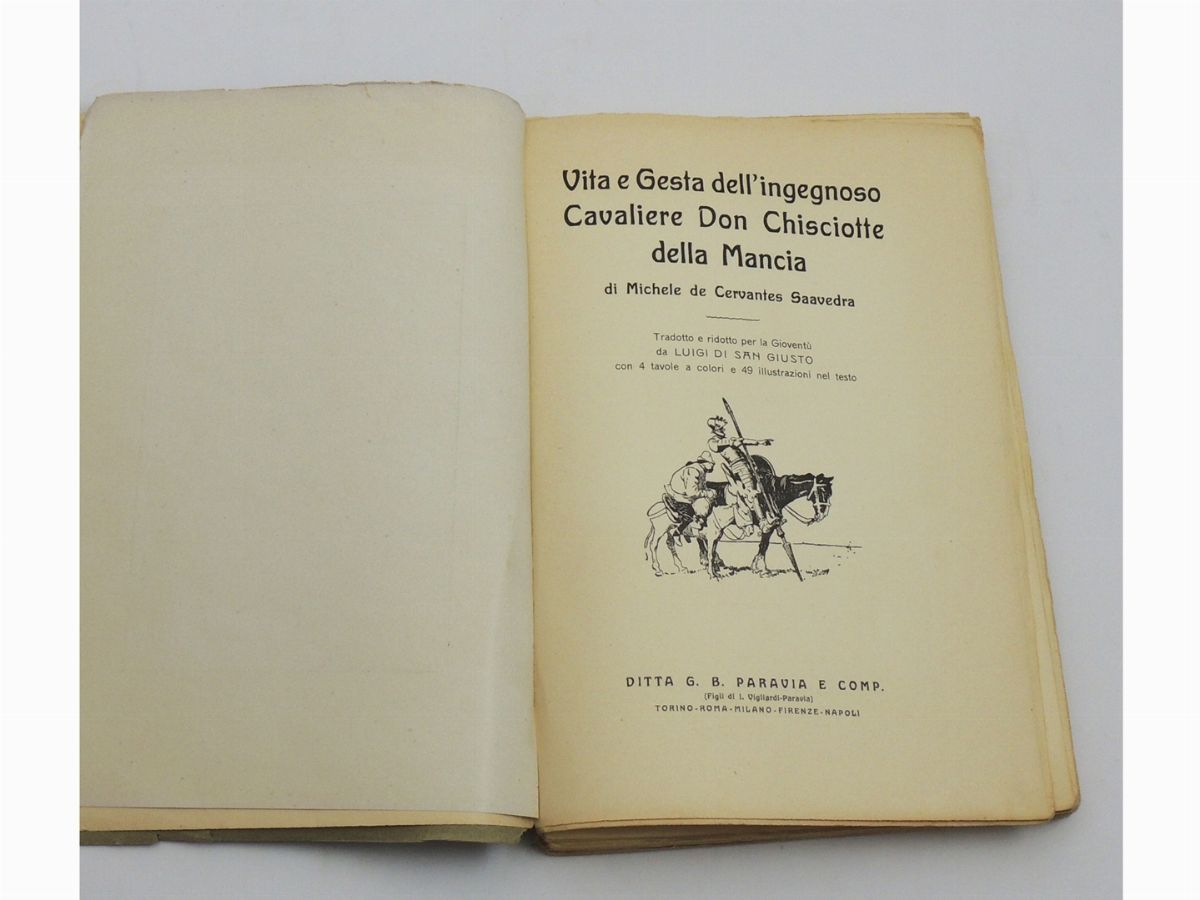 Vita e Gesta dell'ingegnoso
Cavaliere Don Chisciotte
della Mancia
di Michele de Cervantes Saavedra
Tradotto e ridotto per la Gioventù
da LUIGI DI SAN GIUSTO
con 4 tavole a colori e 49 illustrazioni nel testo
DITTA G. B. PARAVIA E COMP.
(Figli di I. Vigliardi-Paravia)
TORINO-ROMA-MILANO-FIRENZE-NAPOLI